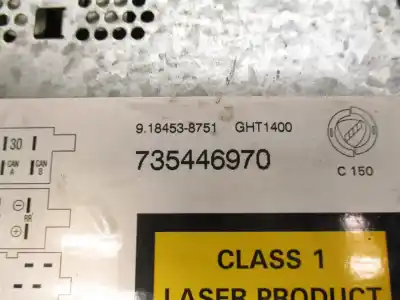 9.18453-8751 GHT1400
735446970
C 150
30
CAN A CAN B
RR
CLASS 1
LASER PRODUCT